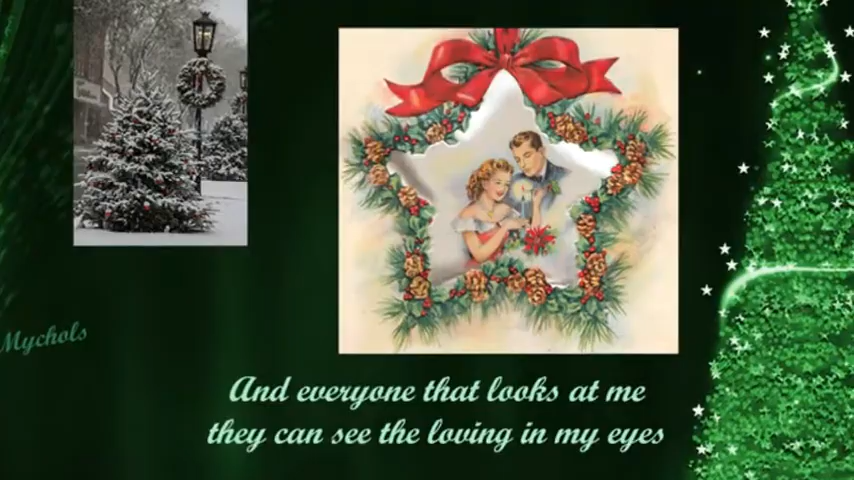 Mychols
And everyone that looks at me
they can see the loving in my eyes